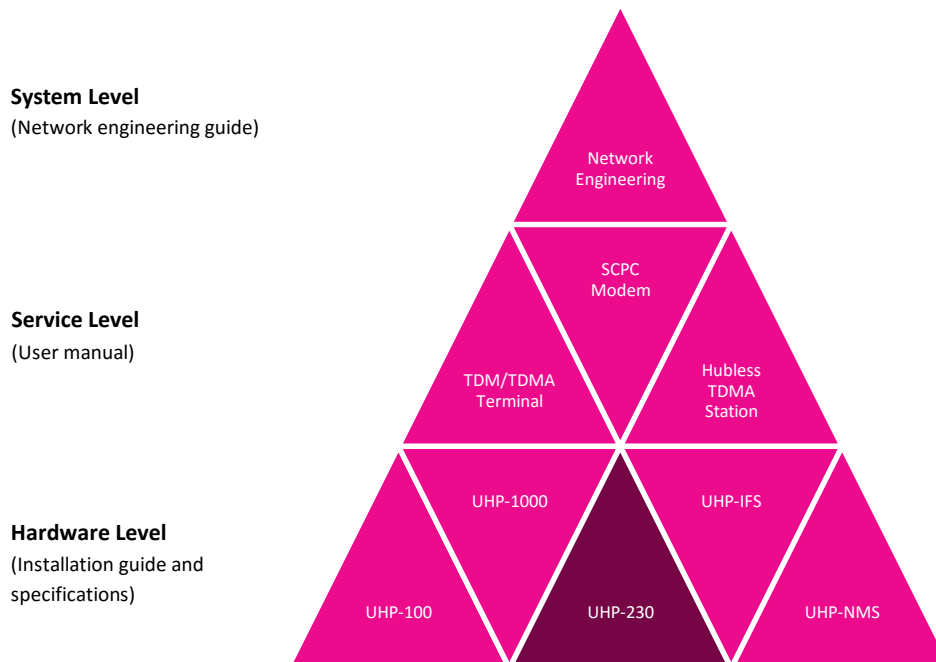 System Level
(Network engineering guide)
Network
Engineering
SCPC
Modem
Service Level
(User manual)
TDM/TDMA
Terminal
Hubless
TDMA
Station
Hardware Level
(Installation guide and
specifications)
UHP-1000
UHP-IFS
UHP-100
UHP-230
UHP-NMS